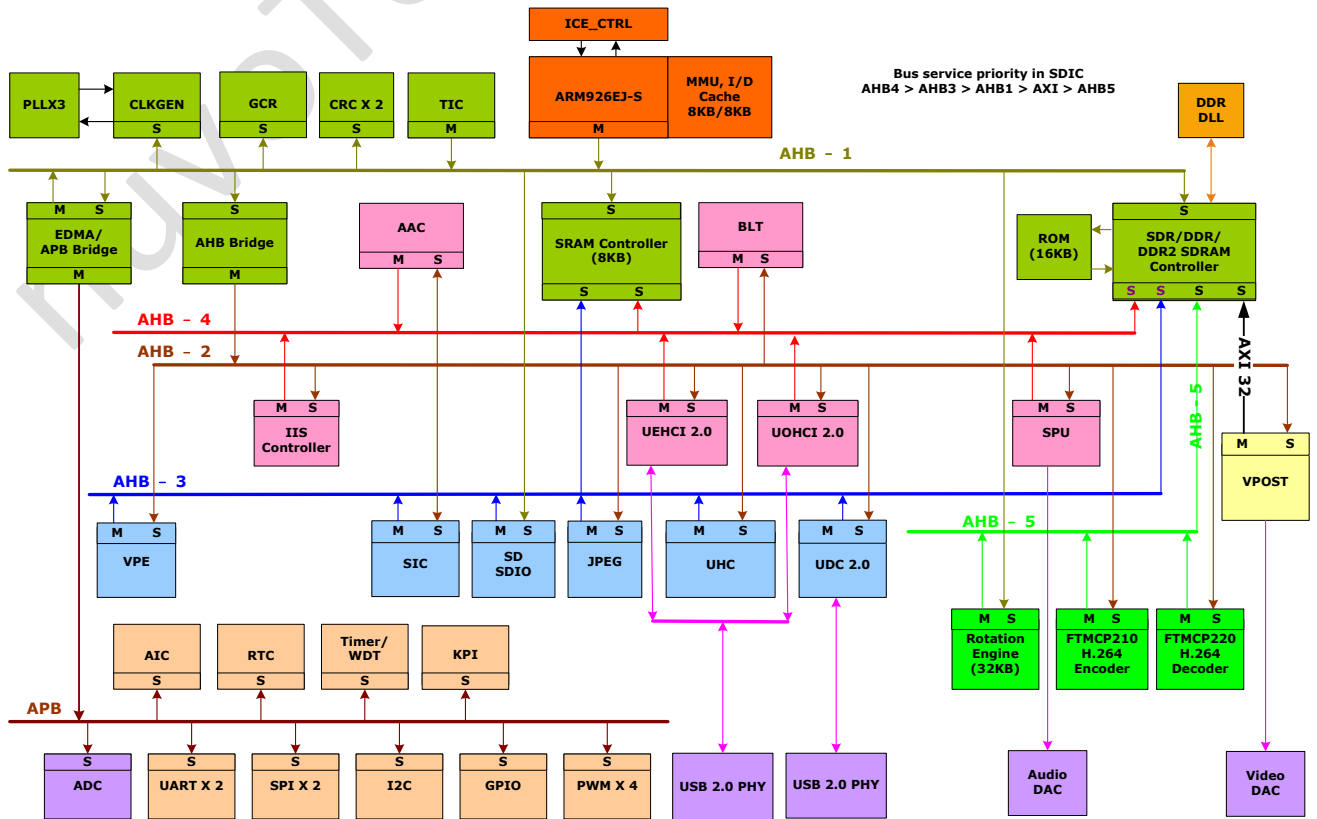 ICE_CTRL
Bus service priority in SDIC
AHB4 > AHB3 > AHB1 > AXI > AHB5
PLLX3
CLKGEN
S
GCR
S
CRC X 2
S
TIC
M
ARM926EJ-S
M
MMU, I/D
Cache
8KB/8KB
DDR
DLL
AHB - 1
M S
EDMA/
APB Bridge
M
S
AHB Bridge
M
AAC
M S
S
SRAM Controller
(8KB)
S S
BLT
M S
ROM
(16KB)
S
SDR/DDR/
DDR2 SDRAM
Controller
S S S S
AHB - 4
AHB - 2
AXI 32
AHB - 5
M S
IIS
Controller
M S
UEHCI 2.0
M S
UOHCI 2.0
M S
SPU
M S
VPOST
AHB - 3
AHB - 5
M S
VPE
M S
SIC
M S
SD
SDIO
M S
JPEG
M S
UHC
M S
UDC 2.0
M S
Rotation
Engine
(32KB)
M S
FTMCP210
H.264
Encoder
M S
FTMCP220
H.264
Decoder
AIC
S
RTC
S
Timer/
WDT
S
KPI
S
APB
S
ADC
S
UART X 2
S
SPI X 2
S
I2C
S
GPIO
S
PWM X 4
USB 2.0 PHY
USB 2.0 PHY
Audio
DAC
Video
DAC